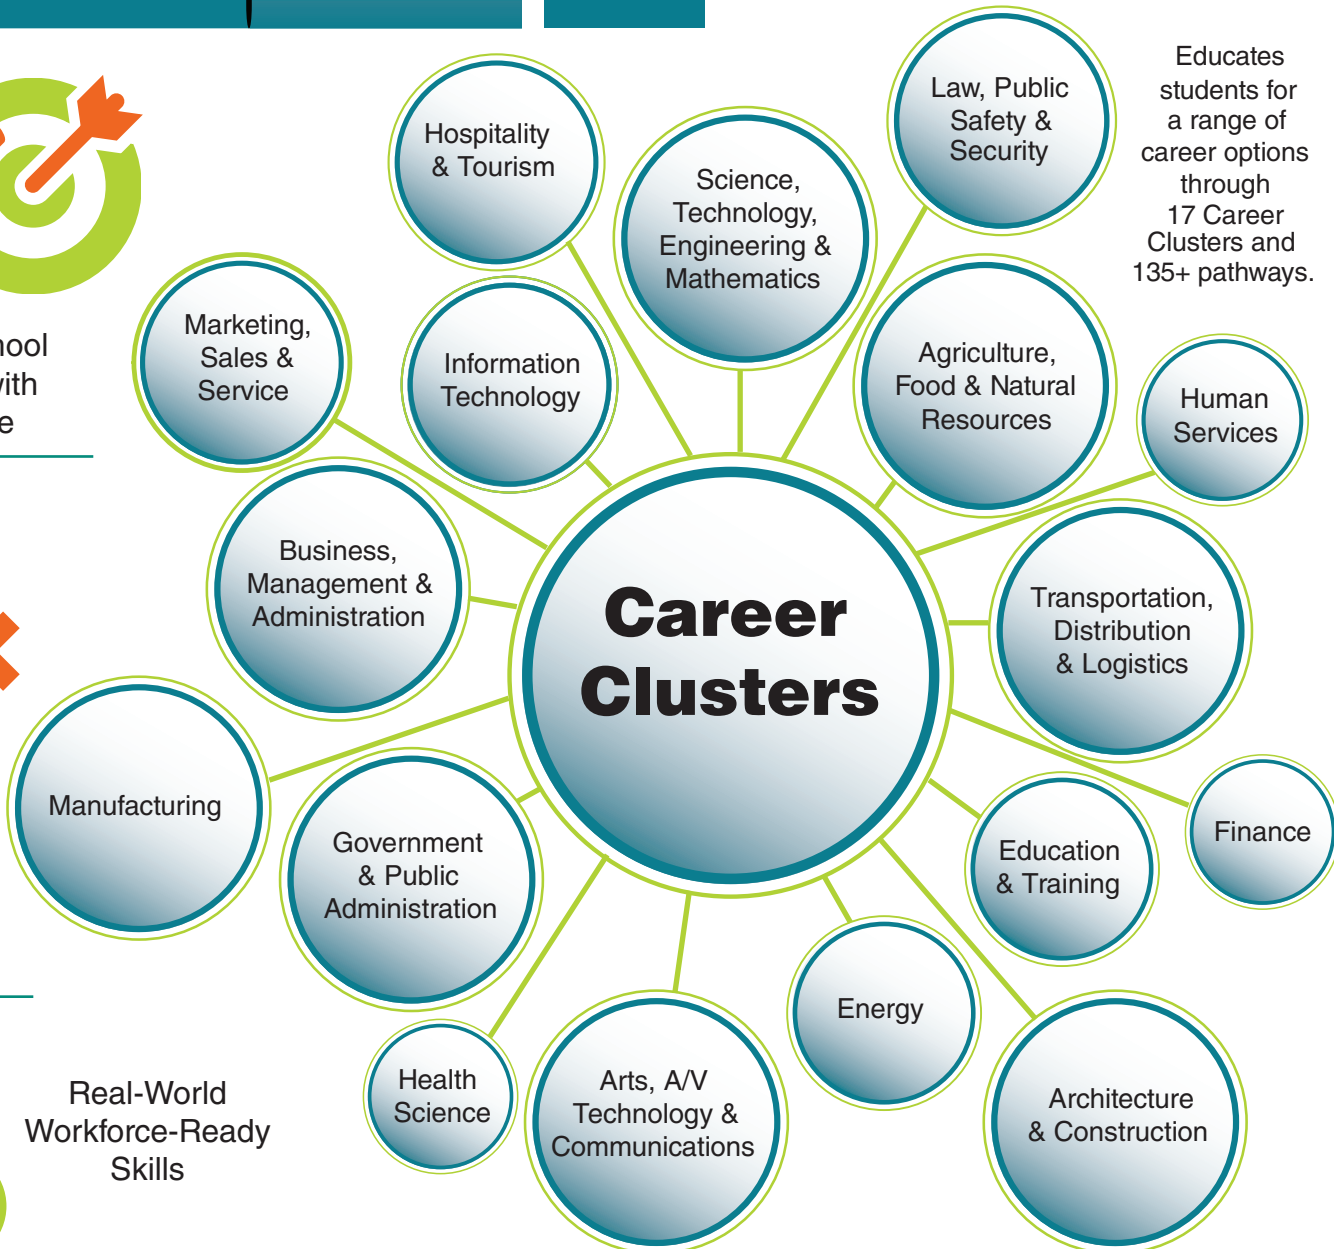 Educates
students for
a range of
career options
through
17 Career
Clusters and
135+ pathways.
Law, Public
Safety &
Security
Hospitality
& Tourism
Science,
Technology,
Engineering &
Mathematics
Marketing,
Sales &
Service
Information
Technology
Agriculture,
Food & Natural
Resources
Human
Services
Business,
Management &
Administration
Career
Clusters
Transportation,
Distribution
& Logistics
Manufacturing
Government
& Public
Administration
Education
& Training
Finance
Energy
Health
Science
Arts, A/V
Technology &
Communications
Architecture
& Construction
Real-World
Workforce-Ready
Skills